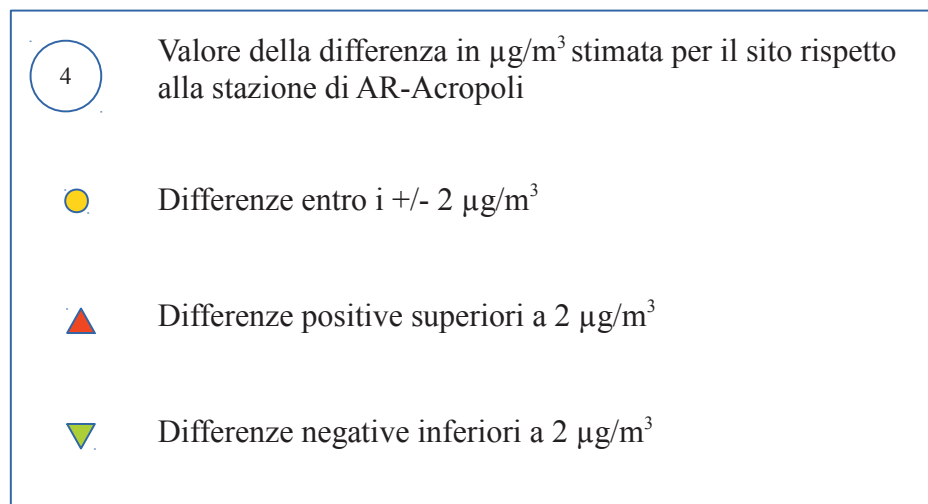 4
Valore della differenza in µg/m³ stimata per il sito rispetto
alla stazione di AR-Acropoli
Differenze entro i +/- 2 µg/m³
Differenze positive superiori a 2 µg/m³
Differenze negative inferiori a 2 µg/m³